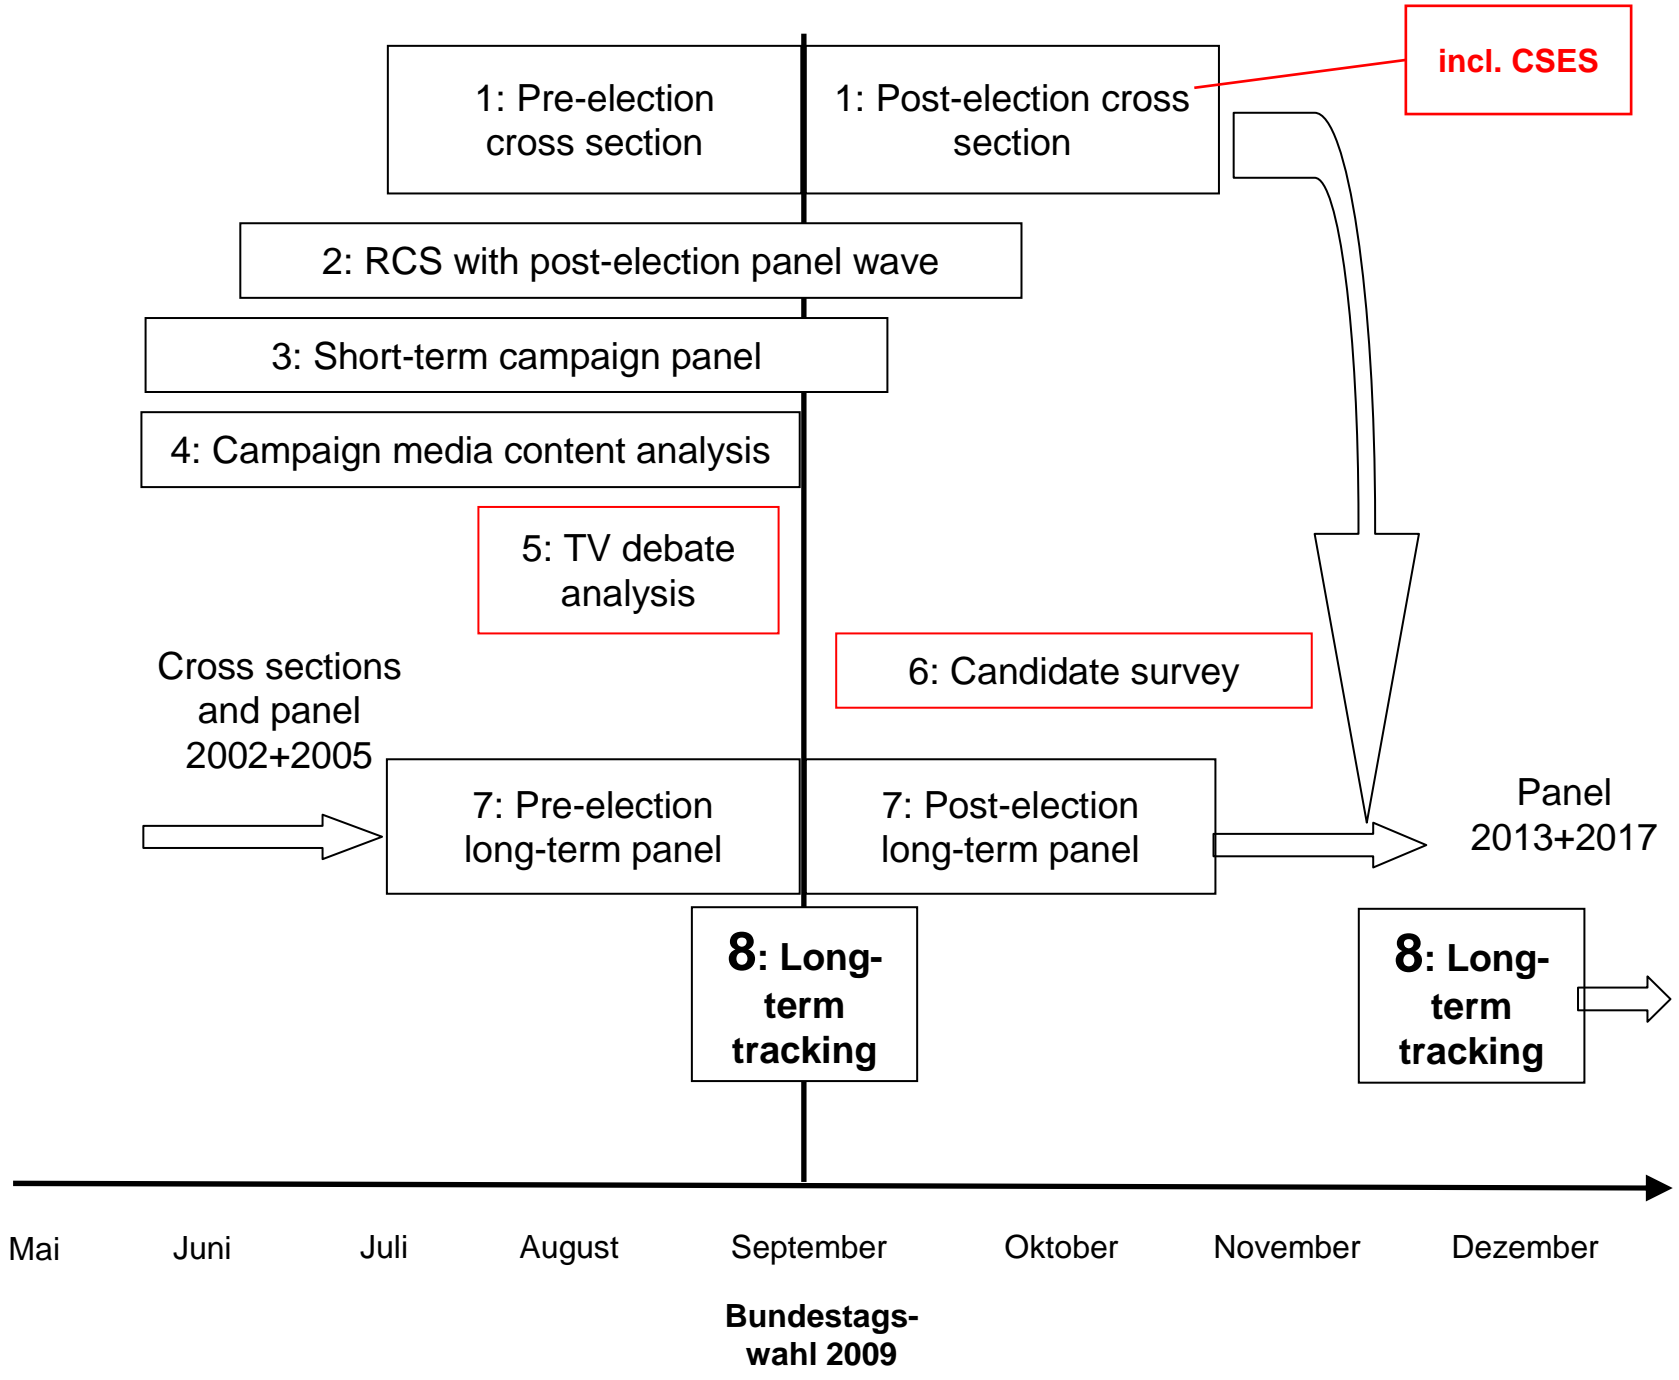 incl. CSES
1: Pre-election
cross section
1: Post-election cross
section
2: RCS with post-election panel wave
3: Short-term campaign panel
4: Campaign media content analysis
5: TV debate
analysis
6: Candidate survey
Cross sections
and panel
2002+2005
7: Pre-election
long-term panel
7: Post-election
long-term panel
Panel
2013+2017
8: Long-
term
tracking
8: Long-
term
tracking
Mai Juni Juli August September Oktober November Dezember
Bundestags-
wahl 2009